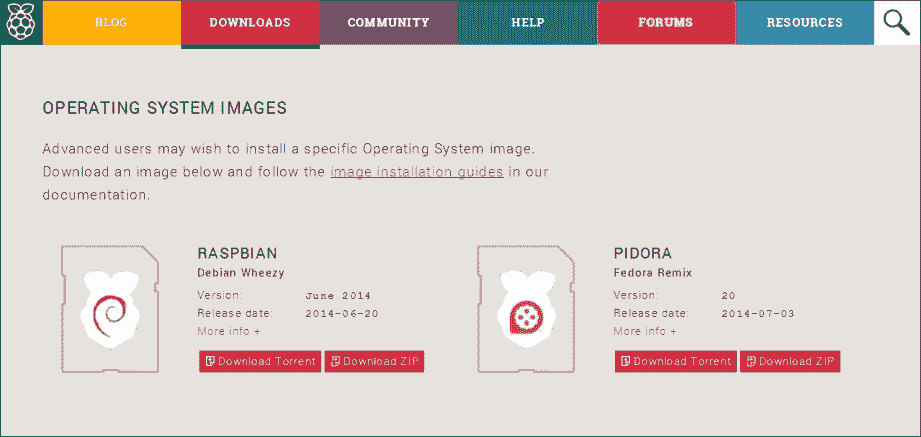 BLOG DOWNLOADS COMMUNITY HELP FORUMS RESOURCES
OPERATING SYSTEM IMAGES
Advanced users may wish to install a specific Operating System image.
Download an image below and follow the image installation guides in our
documentation.
RASPBIAN
Debian Wheezy
Version: June 2014
Release date: 2014-06-20
More info +
Download Torrent Download ZIP
PIDORA
Fedora Remix
Version: 20
Release date: 2014-07-03
More info +
Download Torrent Download ZIP